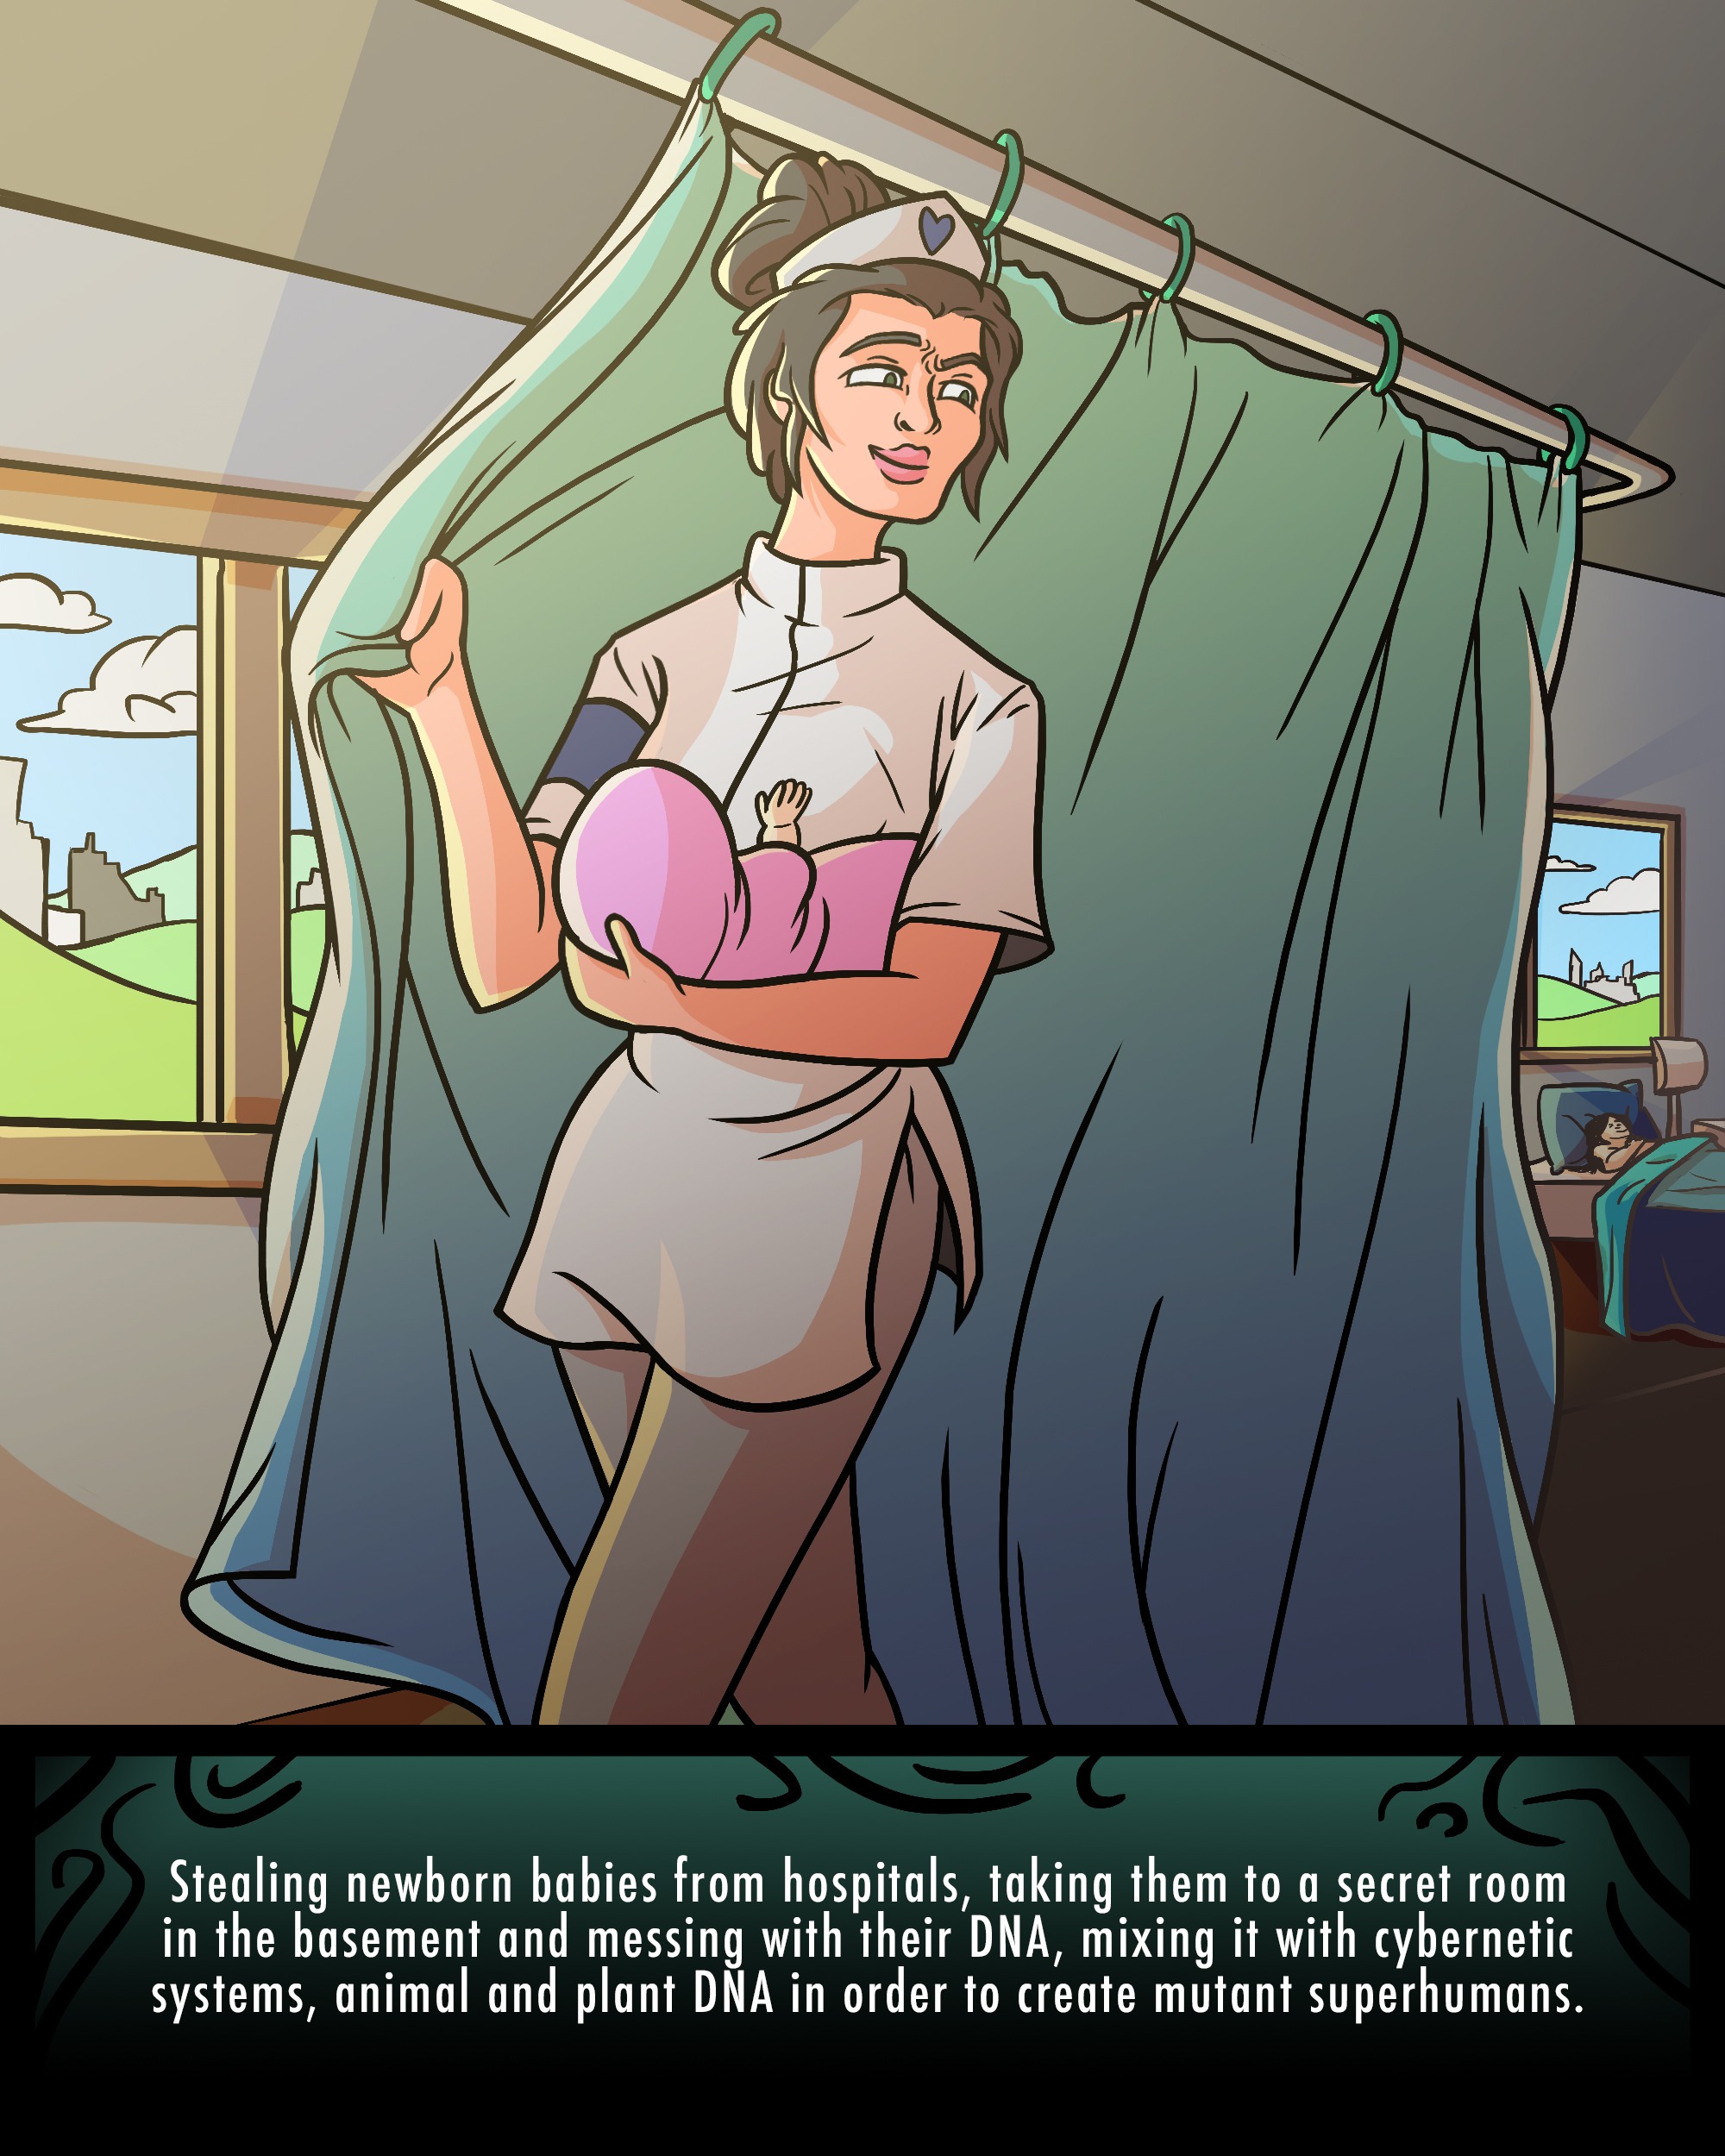 Stealing newborn babies from hospitals, taking them to a secret room
in the basement and messing with their DNA, mixing it with cybernetic
systems, animal and plant DNA in order to create mutant superhumans.